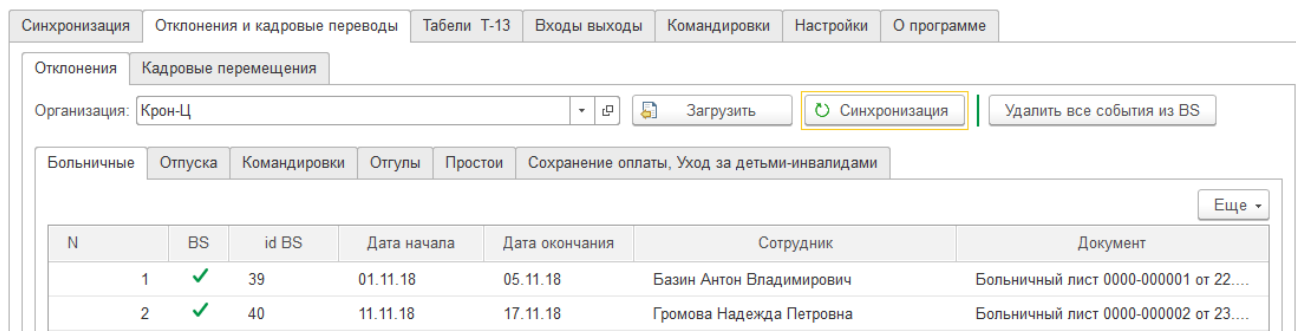 Синхронизация Отклонения и кадровые переводы Табели Т-13 Входы выходы Командировки Настройки О программе
Отклонения Кадровые перемещения
Организация: Крон-Ц Загрузить Синхронизация Удалить все события из BS
Больничные Отпуска Командировки Отгулы Простои Сохранение оплаты, Уход за детьми-инвалидами
Еще
N BS id BS Дата начала Дата окончания Сотрудник Документ
1 39 01.11.18 05.11.18 Базин Антон Владимирович Больничный лист 0000-000001 от 22....
2 40 11.11.18 17.11.18 Громова Надежда Петровна Больничный лист 0000-000002 от 23....